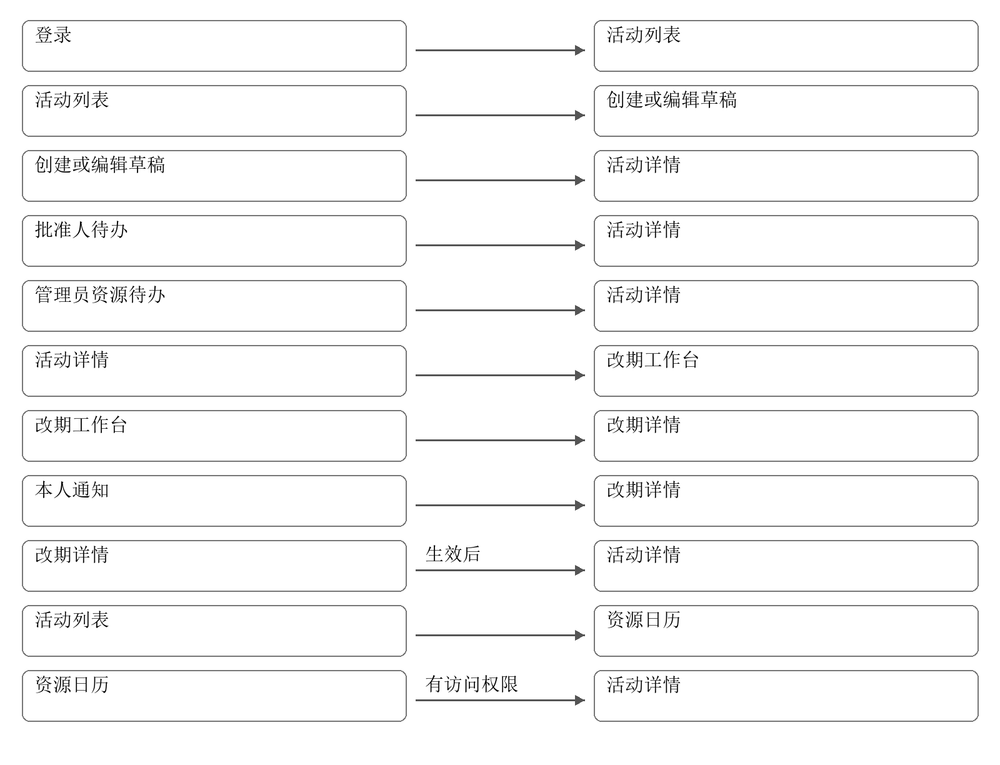 登录
活动列表
活动列表
创建或编辑草稿
创建或编辑草稿
活动详情
批准人待办
活动详情
管理员资源待办
活动详情
活动详情
改期工作台
改期工作台
改期详情
本人通知
改期详情
改期详情
生效后
活动详情
活动列表
资源日历
资源日历
有访问权限
活动详情